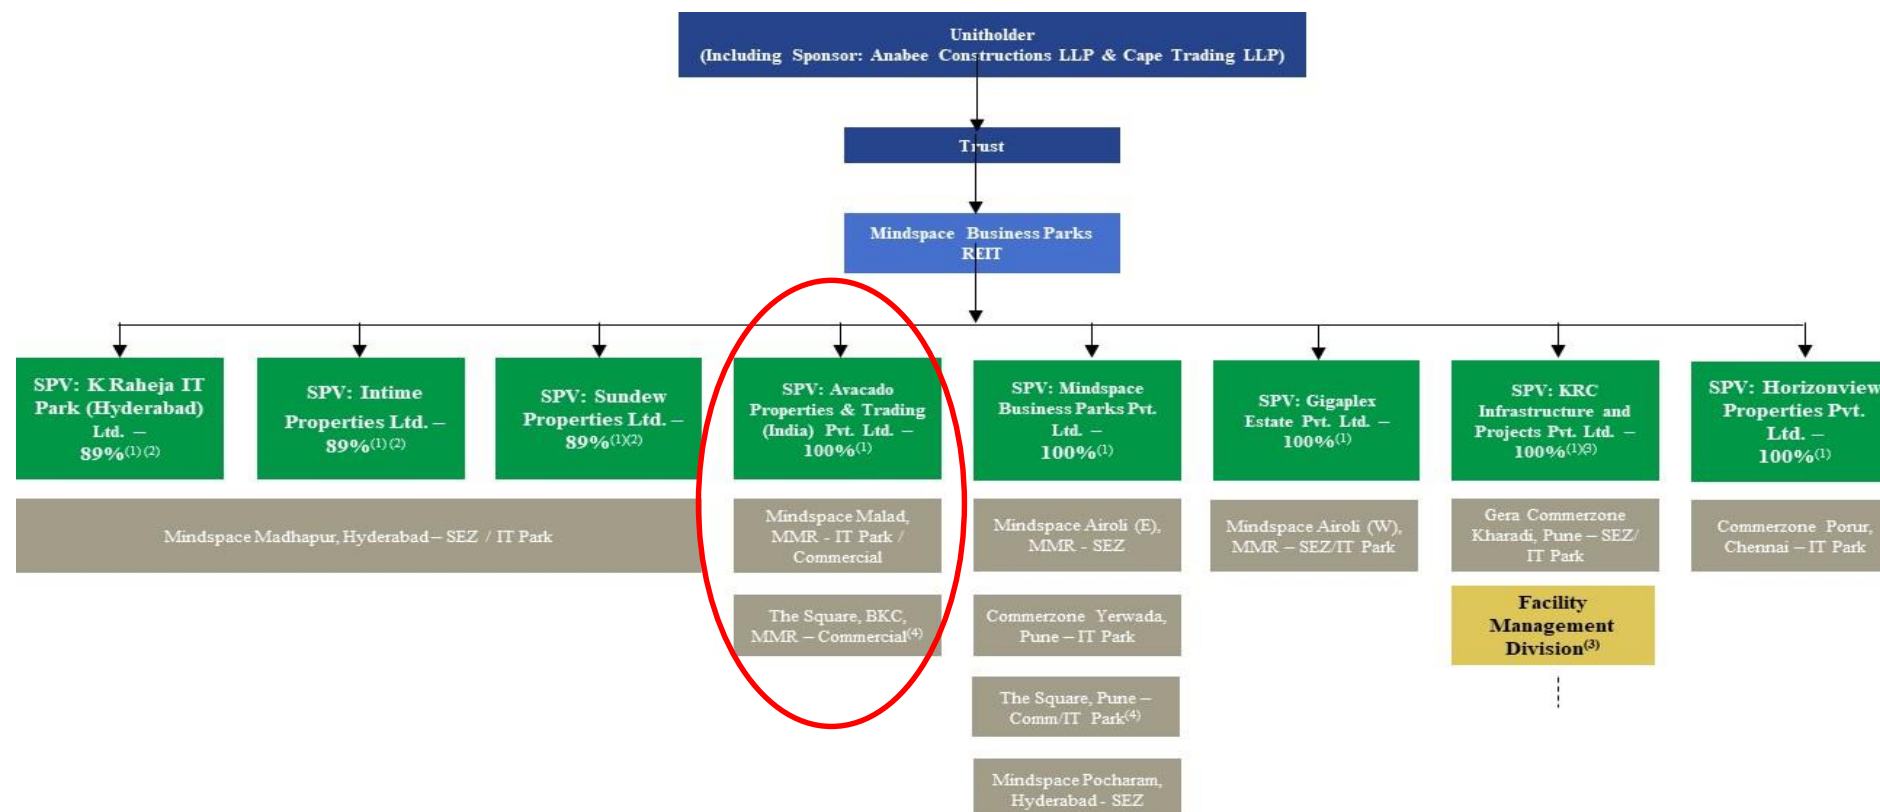 Unitholder
(Including Sponsor: Anabee Constructions LLP & Cape Trading LLP)
Trust
Mindspace Business Parks
REIT
SPV: K Raheja IT
Park (Hyderabad)
Ltd. –
89%(1) (2)
SPV: Intime
Properties Ltd. –
89%(1) (2)
SPV: Sundew
Properties Ltd. –
89%(1)(2)
SPV: Avacado
Properties & Trading
(India) Pvt. Ltd. –
100%(1)
SPV: Mindspace
Business Parks Pvt.
Ltd. –
100%(1)
SPV: Gigaplex
Estate Pvt. Ltd. –
100%(1)
SPV: KRC
Infrastructure and
Projects Pvt. Ltd. –
100%(1)(3)
SPV: Horizonview
Properties Pvt.
Ltd. –
100%(1)
Mindspace Madhapur, Hyderabad – SEZ / IT Park
Mindspace Malad,
MMR - IT Park /
Commercial
Mindspace Airoli (E),
MMR - SEZ
Mindspace Airoli (W),
MMR – SEZ/IT Park
Gera Commerzone
Kharadi, Pune – SEZ/
IT Park
Commerzone Porur,
Chennai – IT Park
The Square, BKC,
MMR – Commercial(4)
Commerzone Yerwada,
Pune – IT Park
Facility
Management
Division(3)
The Square, Pune –
Comm/IT Park(4)
Mindspace Pocharam,
Hyderabad - SEZ